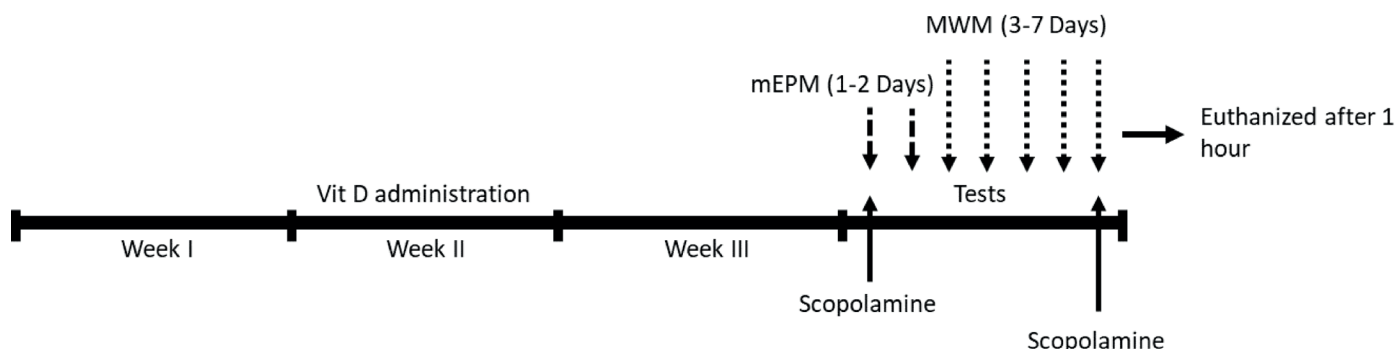 MWM (3-7 Days)
mEPM (1-2 Days)
Euthanized after 1
hour
Vit D administration
Tests
Week I
Week II
Week III
Scopolamine
Scopolamine